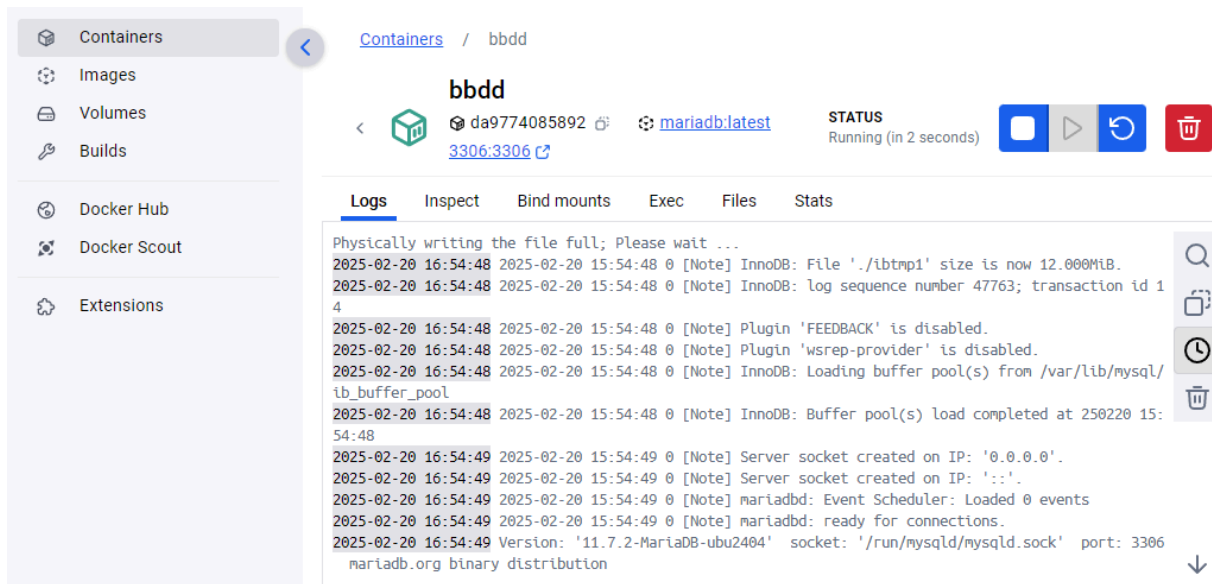 Containers
Images
Volumes
Builds
Docker Hub
Docker Scout
Extensions
Containers / bbdd
bbdd
da9774085892 mariadb:latest
3306:3306
STATUS
Running (in 2 seconds)
Logs Inspect Bind mounts Exec Files Stats
Physically writing the file full; Please wait ...
2025-02-20 16:54:48 2025-02-20 15:54:48 0 [Note] InnoDB: File './ibtmp1' size is now 12.000MiB.
2025-02-20 16:54:48 2025-02-20 15:54:48 0 [Note] InnoDB: log sequence number 47763; transaction id 1
4
2025-02-20 16:54:48 2025-02-20 15:54:48 0 [Note] Plugin 'FEEDBACK' is disabled.
2025-02-20 16:54:48 2025-02-20 15:54:48 0 [Note] Plugin 'wsrep-provider' is disabled.
2025-02-20 16:54:48 2025-02-20 15:54:48 0 [Note] InnoDB: Loading buffer pool(s) from /var/lib/mysql/
ib_buffer_pool
2025-02-20 16:54:48 2025-02-20 15:54:48 0 [Note] InnoDB: Buffer pool(s) load completed at 250220 15:
54:48
2025-02-20 16:54:49 2025-02-20 15:54:49 0 [Note] Server socket created on IP: '0.0.0.0'.
2025-02-20 16:54:49 2025-02-20 15:54:49 0 [Note] Server socket created on IP: '::'.
2025-02-20 16:54:49 2025-02-20 15:54:49 0 [Note] mariadbd: Event Scheduler: Loaded 0 events
2025-02-20 16:54:49 2025-02-20 15:54:49 0 [Note] mariadbd: ready for connections.
2025-02-20 16:54:49 Version: '11.7.2-MariaDB-ubu2404' socket: '/run/mysqld/mysqld.sock' port: 3306
mariadb.org binary distribution